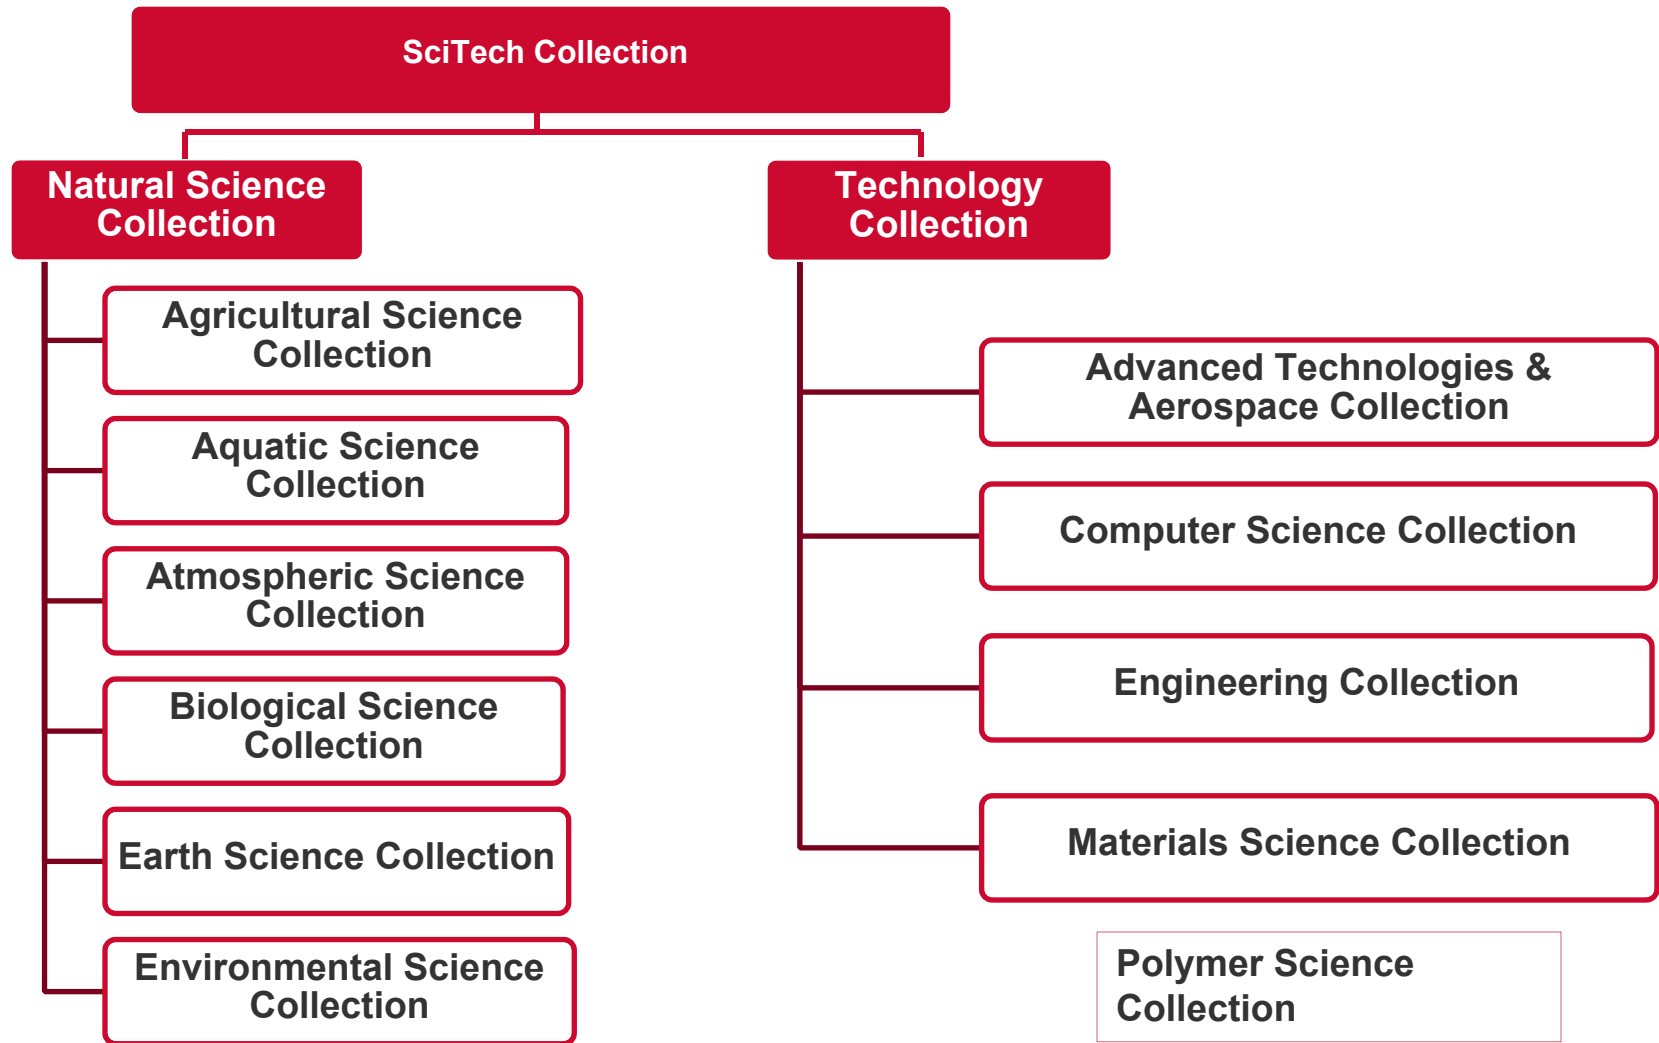 SciTech Collection
Natural Science
Collection
Agricultural Science
Collection
Aquatic Science
Collection
Atmospheric Science
Collection
Biological Science
Collection
Earth Science Collection
Environmental Science
Collection
Technology
Collection
Advanced Technologies &
Aerospace Collection
Computer Science Collection
Engineering Collection
Materials Science Collection
Polymer Science
Collection